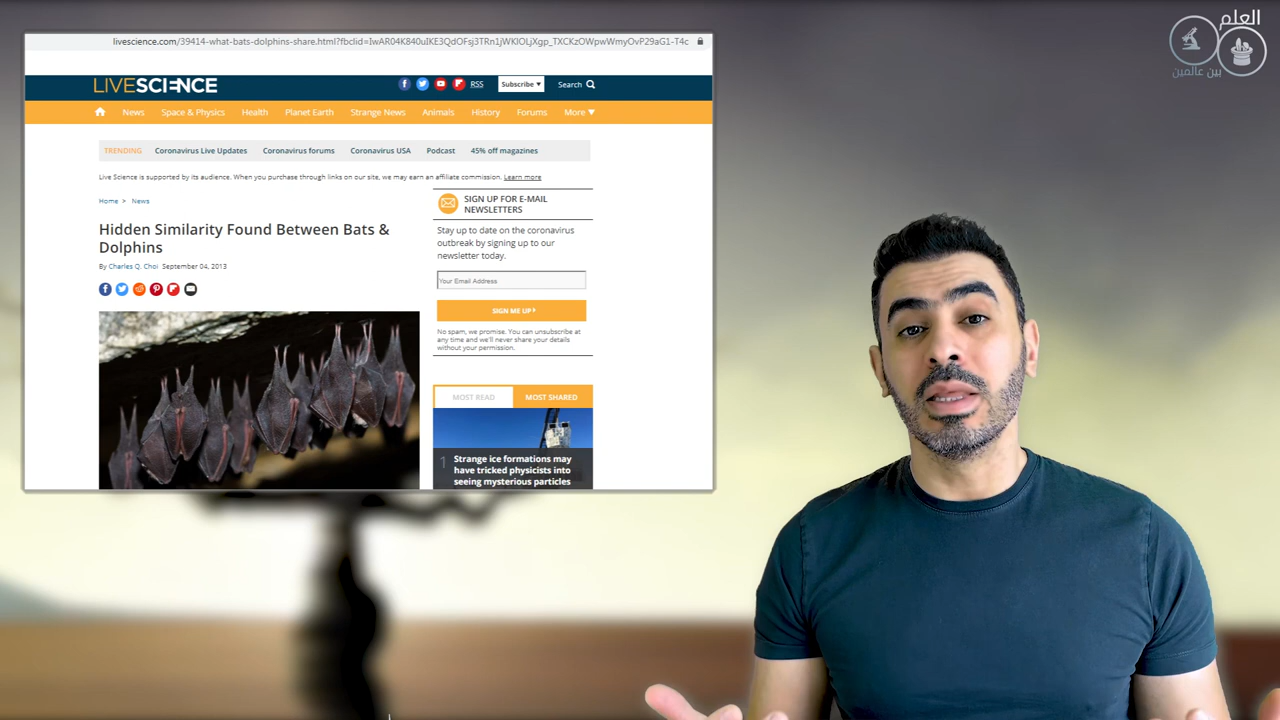 العلم
بين عالمين
livescience.com/39414-what-bats-dolphins-share.html?fbclid=IwAR04K840uIKE3QdOFsj3TRn1jWKIOLjXgp_TXCKzOWpwWmyOvP29aG1-T4c
LIVESCIENCE
RSS
Subscribe ▼
Search
News Space & Physics Health Planet Earth Strange News Animals History Forums More ▼
TRENDING Coronavirus Live Updates Coronavirus forums Coronavirus USA Podcast 45% off magazines
Live Science is supported by its audience. When you purchase through links on our site, we may earn an affiliate commission. Learn more
Home > News
Hidden Similarity Found Between Bats &
Dolphins
By Charles Q. Choi September 04, 2013
SIGN UP FOR E-MAIL
NEWSLETTERS
Stay up to date on the coronavirus
outbreak by signing up to our
newsletter today.
Your Email Address
SIGN ME UP
No spam, we promise. You can unsubscribe at
any time and we'll never share your details
without your permission.
MOST READ MOST SHARED
1 Strange ice formations may
have tricked physicists into
seeing mysterious particles